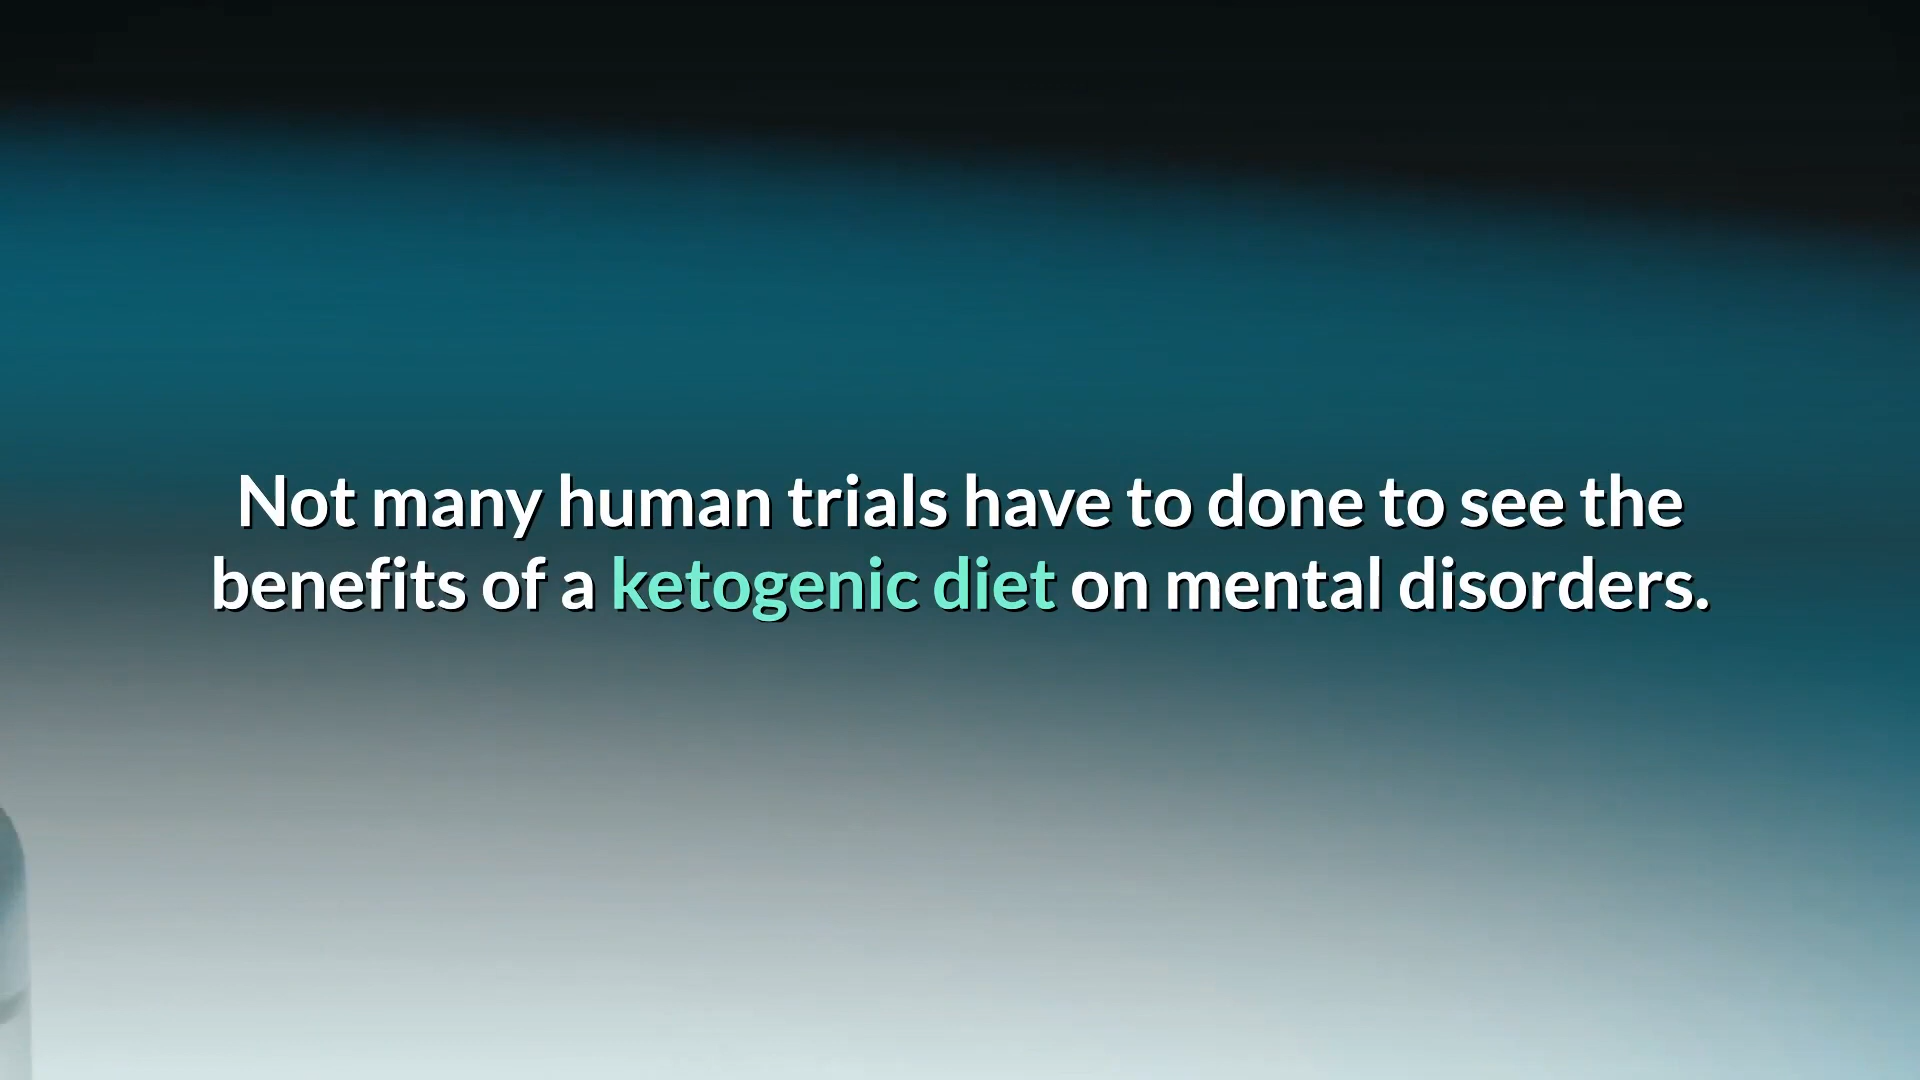 Not many human trials have to done to see the
benefits of a ketogenic diet on mental disorders.